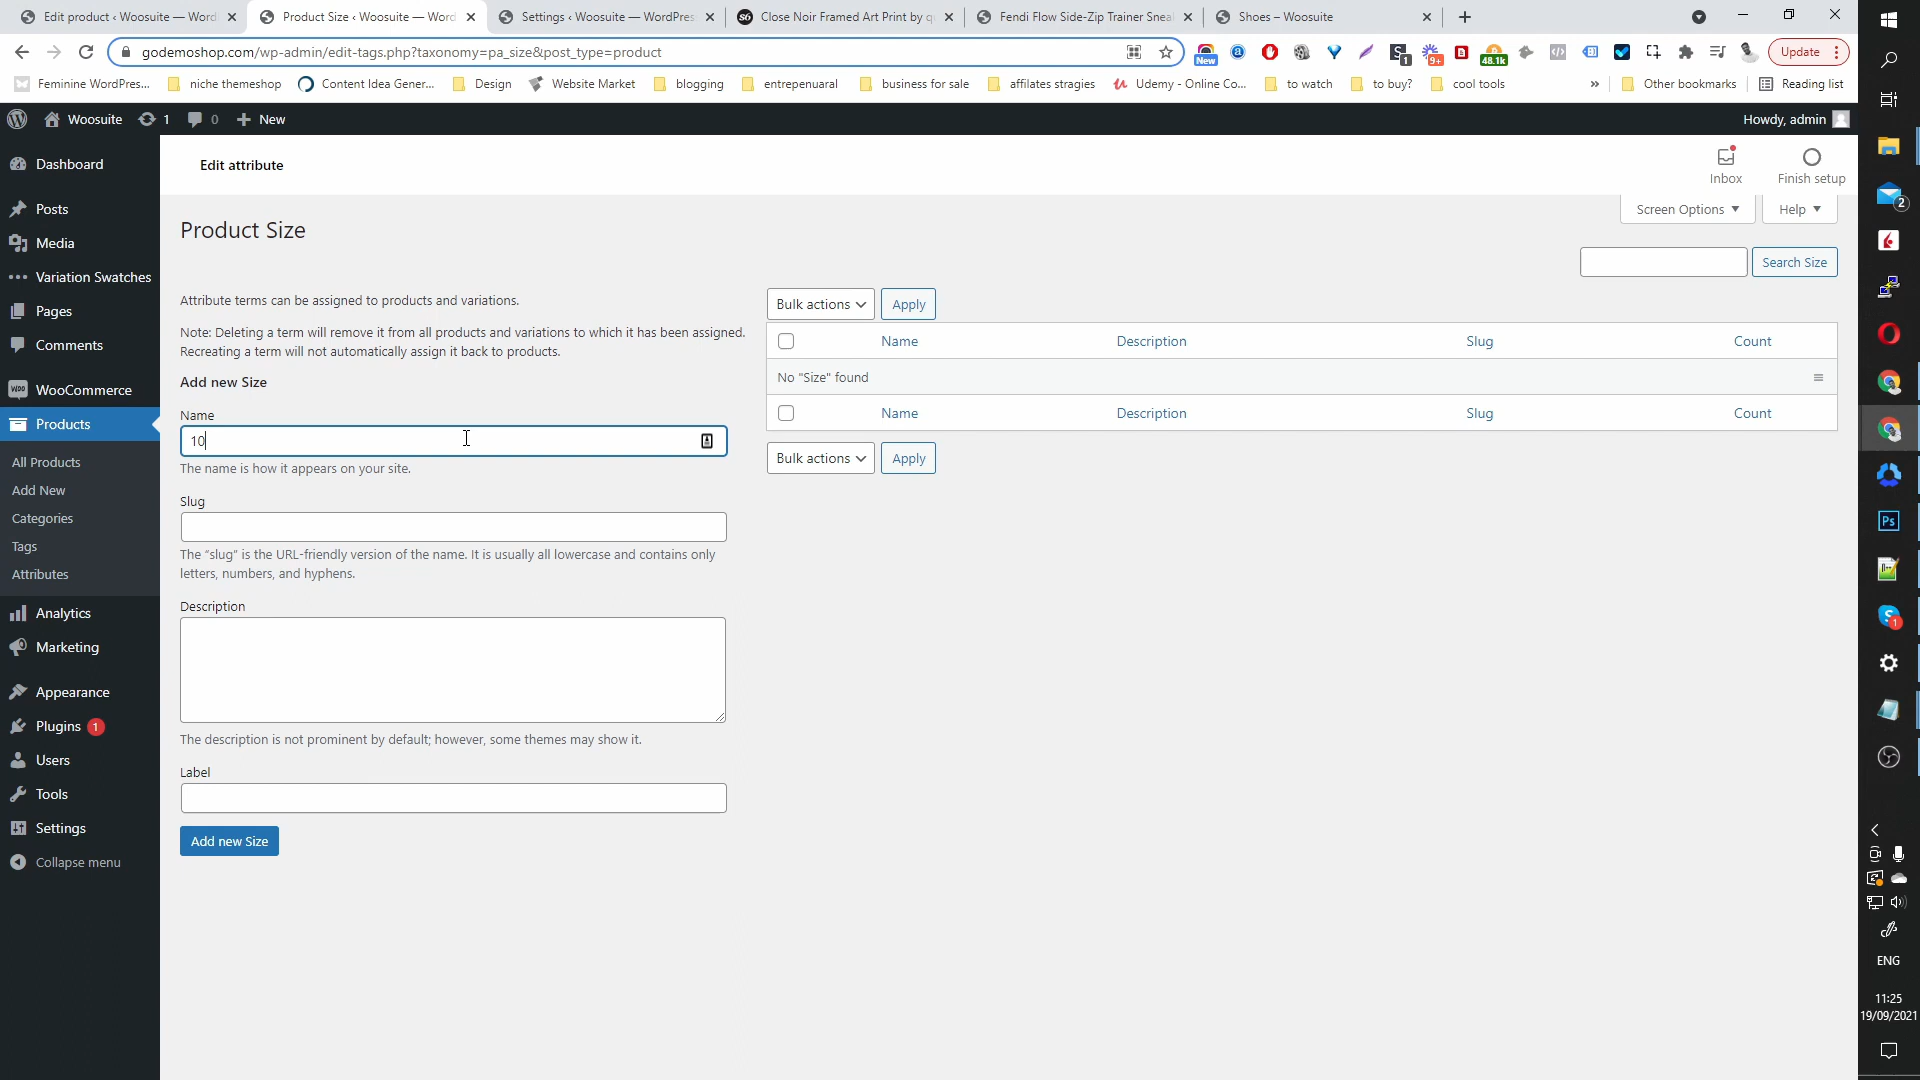 Edit product ‹ Woosuite — Word
Product Size ‹ Woosuite — Word
Settings ‹ Woosuite — WordPres
Close Noir Framed Art Print by q
Fendi Flow Side-Zip Trainer Snea
Shoes – Woosuite
godemoshop.com/wp-admin/edit-tags.php?taxonomy=pa_size&post_type=product
New
1
9+
48.1k
Update
Feminine WordPres...
niche themeshop
Content Idea Gener...
Design
Website Market
blogging
entrepenuaral
business for sale
affilates stragies
Udemy - Online Co...
to watch
to buy?
cool tools
»
Other bookmarks
Reading list
Woosuite
1
0
New
Howdy, admin
Dashboard
Posts
Media
Variation Swatches
Pages
Comments
WooCommerce
Products
All Products
Add New
Categories
Tags
Attributes
Analytics
Marketing
Appearance
Plugins 1
Users
Tools
Settings
Collapse menu
Edit attribute
Inbox
Finish setup
Screen Options
Help
Product Size
Search Size
Attribute terms can be assigned to products and variations.
Note: Deleting a term will remove it from all products and variations to which it has been assigned.
Recreating a term will not automatically assign it back to products.
Add new Size
Name
10
The name is how it appears on your site.
Slug
The “slug” is the URL-friendly version of the name. It is usually all lowercase and contains only
letters, numbers, and hyphens.
Description
The description is not prominent by default; however, some themes may show it.
Label
Add new Size
Bulk actions
Apply
Name
Description
Slug
Count
No "Size" found
Name
Description
Slug
Count
Bulk actions
Apply
2
Ps
1
ENG
11:25
19/09/2021